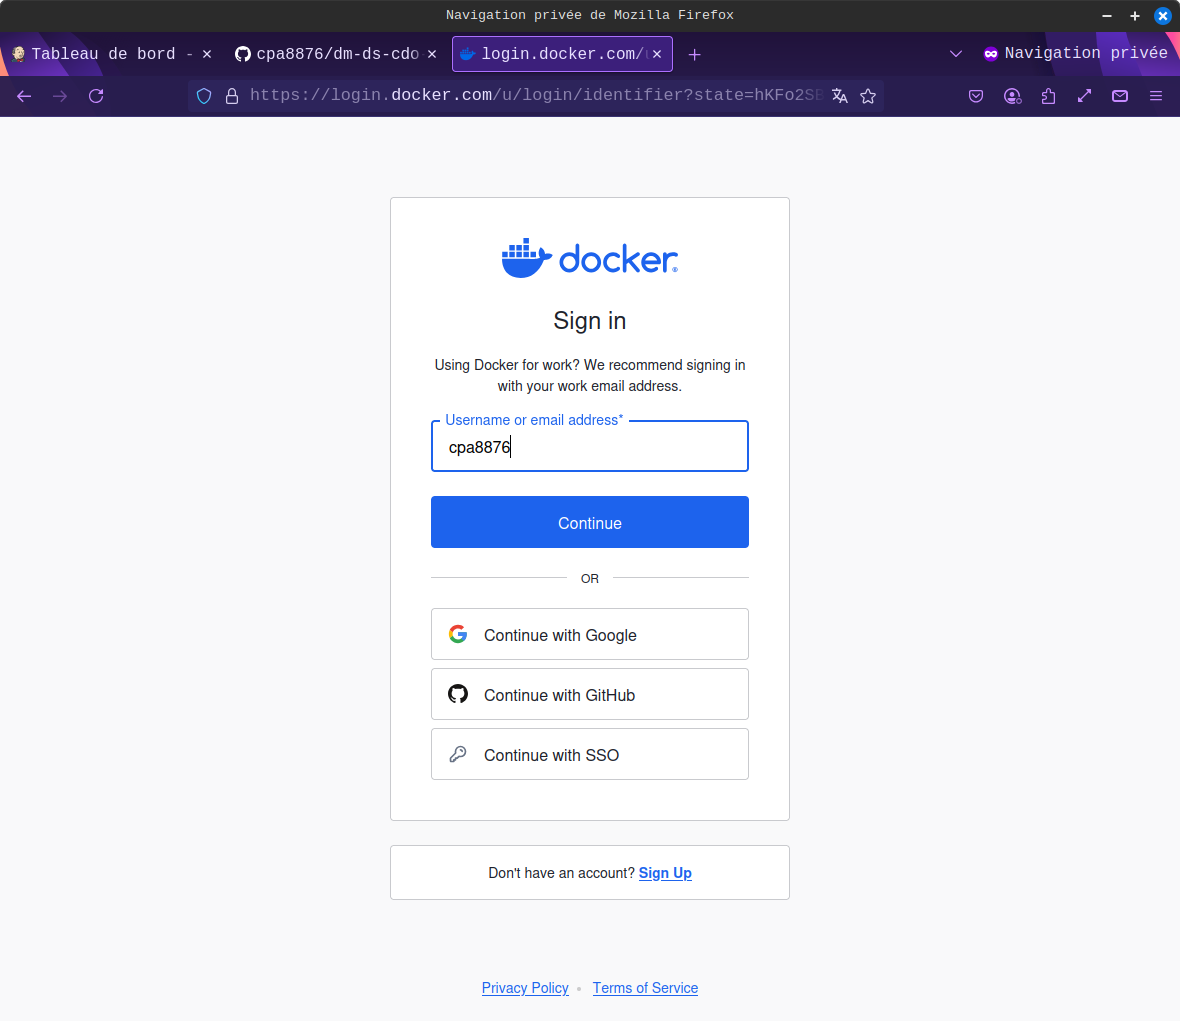 Navigation privée de Mozilla Firefox
Tableau de bord -
cpa8876/dm-ds-cdo
login.docker.com/
Navigation privée
https://login.docker.com/u/login/identifier?state=hKFo2SB
docker
Sign in
Using Docker for work? We recommend signing in
with your work email address.
Username or email address*
cpa8876
Continue
OR
Continue with Google
Continue with GitHub
Continue with SSO
Don't have an account? Sign Up
Privacy Policy • Terms of Service